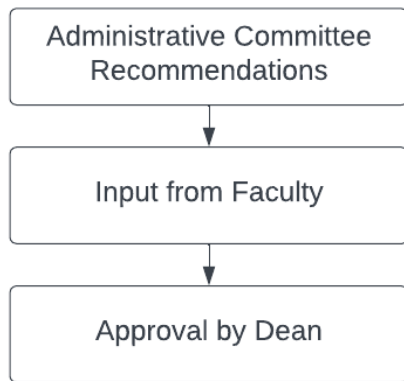 Administrative Committee
Recommendations
Input from Faculty
Approval by Dean